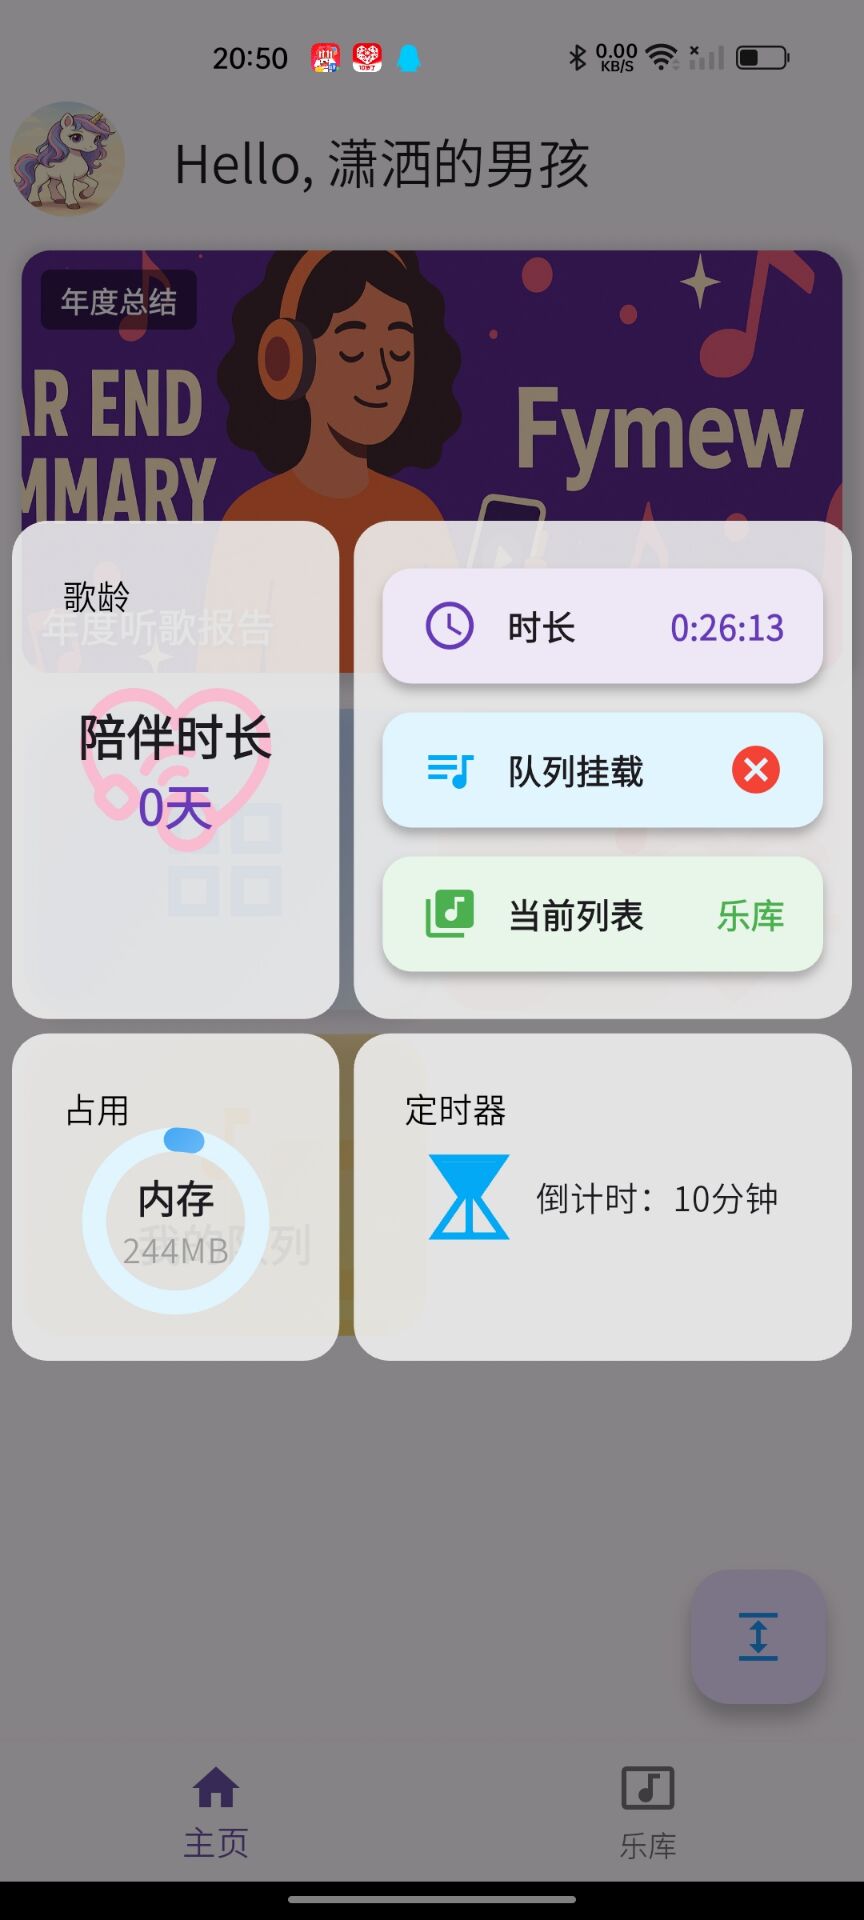 20:50
0.00
KB/S
Hello, 潇洒的男孩
年度总结
AR END
MMARY
Fymew
年度听歌报告
歌龄
陪伴时长
0天
时长
0:26:13
队列挂载
当前列表
乐库
占用
内存
244MB
我的队列
定时器
倒计时：10分钟
主页
乐库